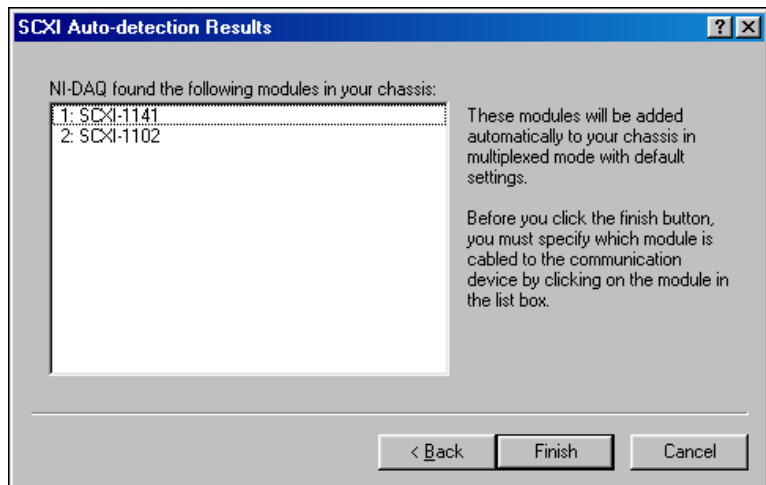 SCXI Auto-detection Results
NI-DAQ found the following modules in your chassis:
1: SCXI-1141
2: SCXI-1102
These modules will be added
automatically to your chassis in
multiplexed mode with default
settings.
Before you click the finish button,
you must specify which module is
cabled to the communication
device by clicking on the module in
the list box.
< Back
Finish
Cancel